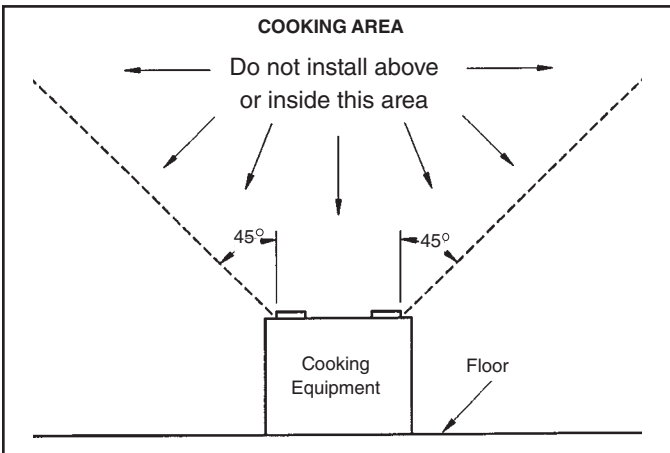 COOKING AREA
Do not install above
or inside this area
45°
45°
Cooking
Equipment
Floor